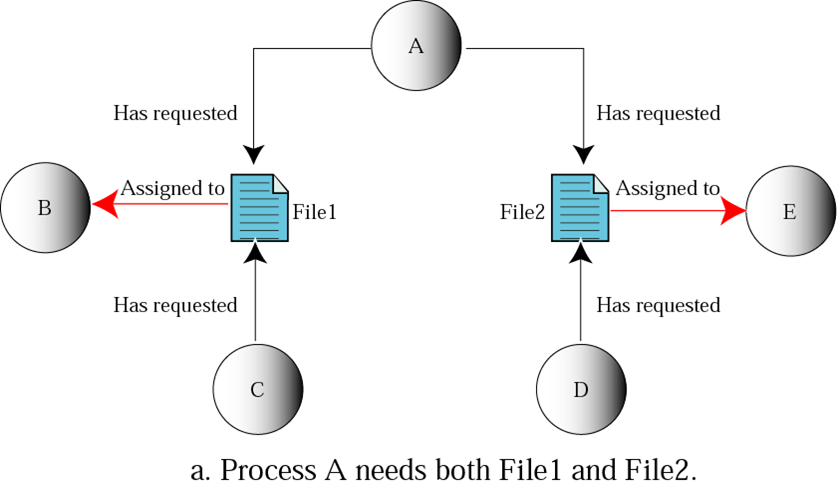 A
Has requested
Has requested
Assigned to
Assigned to
B
File1
File2
E
Has requested
Has requested
C
D
a. Process A needs both File1 and File2.